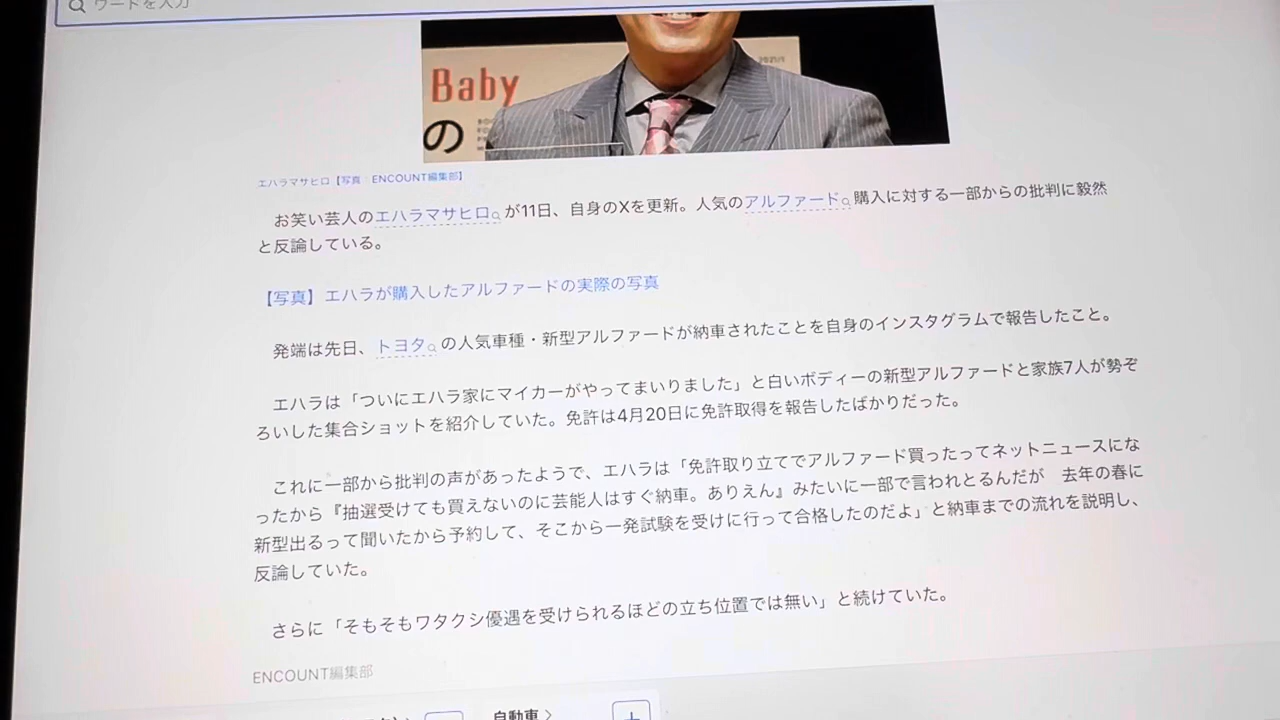 ワードを入力
Baby
の
エハラマサヒロ【写真：ENCOUNT編集部】
お笑い芸人のエハラマサヒロが11日、自身のXを更新。人気のアルファード購入に対する一部からの批判に毅然
と反論している。
【写真】エハラが購入したアルファードの実際の写真
発端は先日、トヨタの人気車種・新型アルファードが納車されたことを自身のインスタグラムで報告したこと。
エハラは「ついにエハラ家にマイカーがやってまいりました」と白いボディーの新型アルファードと家族7人が勢ぞ
ろいした集合ショットを紹介していた。免許は4月20日に免許取得を報告したばかりだった。
これに一部から批判の声があったようで、エハラは「免許取り立てでアルファード買ったってネットニュースにな
ったから『抽選受けても買えないのに芸能人はすぐ納車。ありえん』みたいに一部で言われとるんだが　去年の春に
新型出るって聞いたから予約して、そこから一発試験を受けに行って合格したのだよ」と納車までの流れを説明し、
反論していた。
さらに「そもそもワタクシ優遇を受けられるほどの立ち位置では無い」と続けていた。
ENCOUNT編集部
自動車